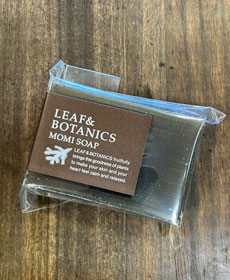 LEAF&
BOTANICS
MOMI SOAP
LEAF & BOTANICS fruitfully
brings the goodness of plants
to make your skin and your
heart feel calm and relaxed.